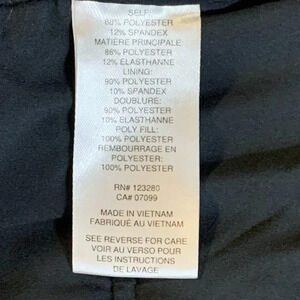 SELF:
88% POLYESTER
12% SPANDEX
MATIÈRE PRINCIPALE:
88% POLYESTER
12% ELASTHANNE
LINING:
90% POLYESTER
10% SPANDEX
DOUBLURE:
90% POLYESTER
10% ELASTHANNE
POLY FILL:
100% POLYESTER
REMBOURRAGE EN
POLYESTER:
100% POLYESTER
RN# 123280
CA# 07099
MADE IN VIETNAM
FABRIQUÉ AU VIETNAM
SEE REVERSE FOR CARE
VOIR AU VERSO POUR
LES INSTRUCTIONS
DE LAVAGE